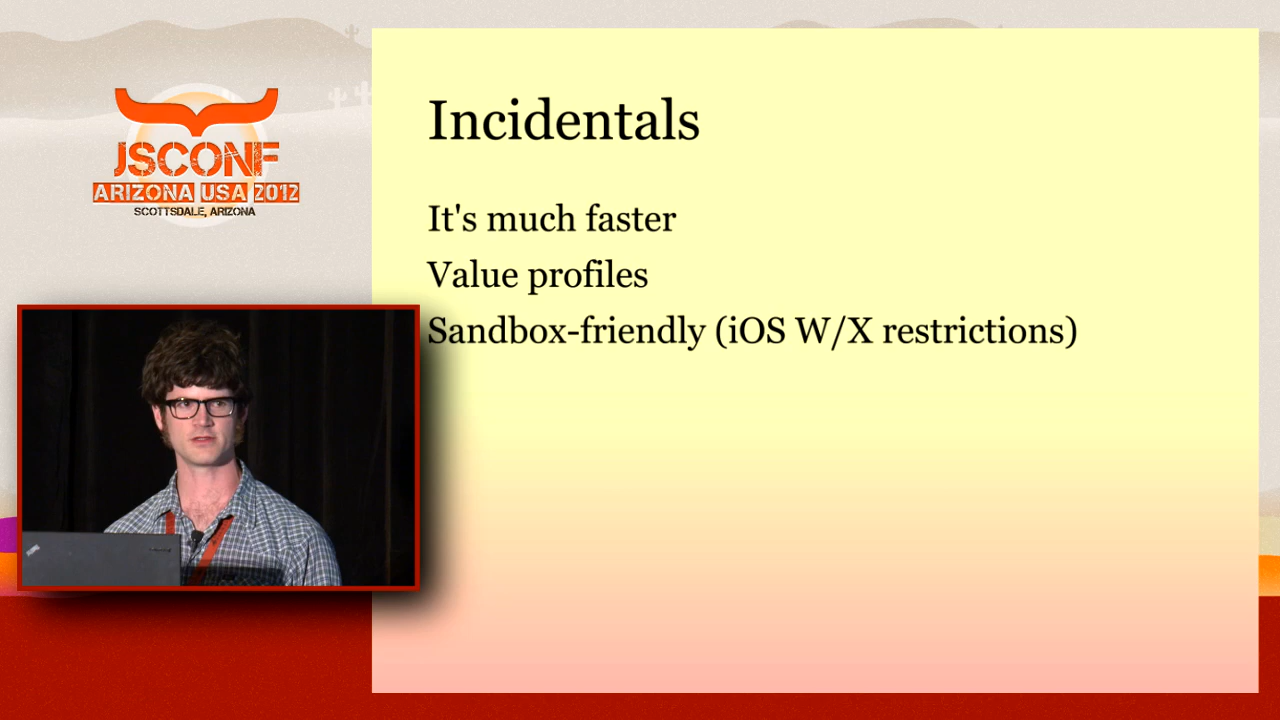 JSCONF
ARIZONA USA 2012
SCOTTSDALE, ARIZONA
Incidentals
It's much faster
Value profiles
Sandbox-friendly (iOS W/X restrictions)